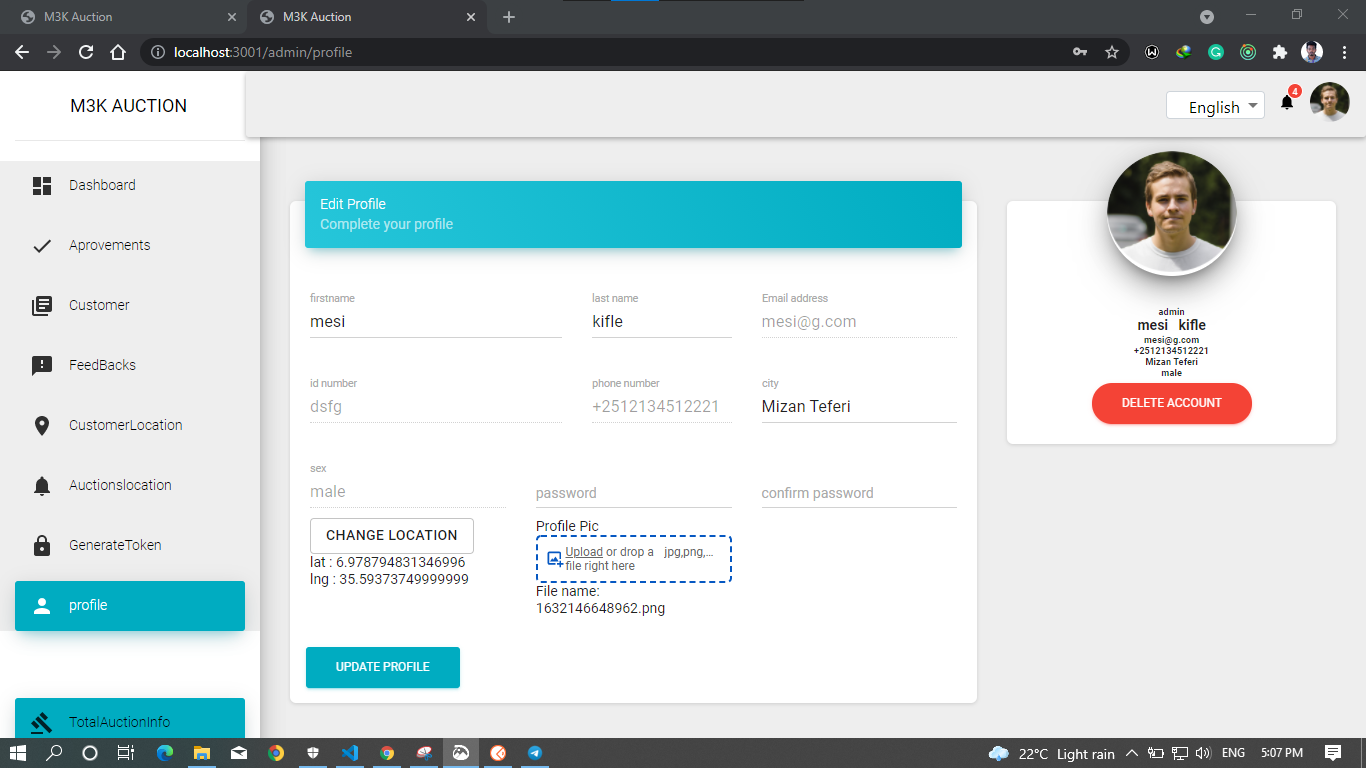 M3K Auction
M3K Auction
localhost:3001/admin/profile
M3K AUCTION
English
4
Dashboard
Aprovements
Customer
FeedBacks
CustomerLocation
Auctionslocation
GenerateToken
profile
TotalAuctionInfo
Edit Profile
Complete your profile
firstname
mesi
last name
kifle
Email address
mesi@g.com
id number
dsfg
phone number
+2512134512221
city
Mizan Teferi
sex
male
password
confirm password
CHANGE LOCATION
lat : 6.978794831346996
lng : 35.59373749999999
Profile Pic
Upload or drop a file right here
jpg,png,...
File name:
1632146648962.png
UPDATE PROFILE
admin
mesi kifle
mesi@g.com
+2512134512221
Mizan Teferi
male
DELETE ACCOUNT
22°C Light rain
ENG
5:07 PM